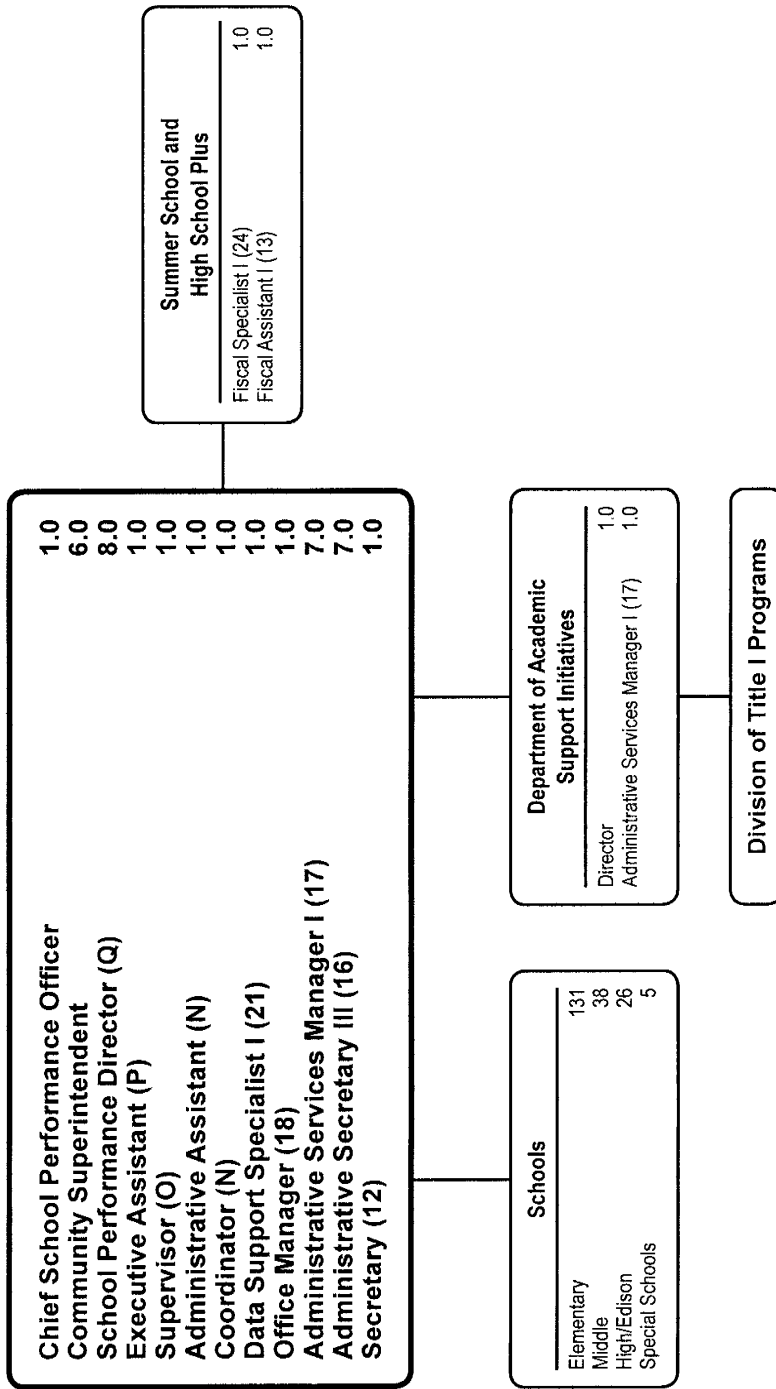 Chief School Performance Officer 1.0
Community Superintendent 6.0
School Performance Director (Q) 8.0
Executive Assistant (P) 1.0
Supervisor (O) 1.0
Administrative Assistant (N) 1.0
Coordinator (N) 1.0
Data Support Specialist I (21) 1.0
Office Manager (18) 1.0
Administrative Services Manager I (17) 7.0
Administrative Secretary III (16) 7.0
Secretary (12) 1.0
Summer School and
High School Plus
Fiscal Specialist I (24) 1.0
Fiscal Assistant I (13) 1.0
Schools
Elementary 131
Middle 38
High/Edison 26
Special Schools 5
Department of Academic
Support Initiatives
Director 1.0
Administrative Services Manager I (17) 1.0
Division of Title I Programs